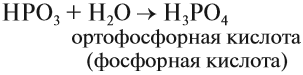 HPO₃ + H₂O → H₃PO₄
ортофосфорная кислота
(фосфорная кислота)